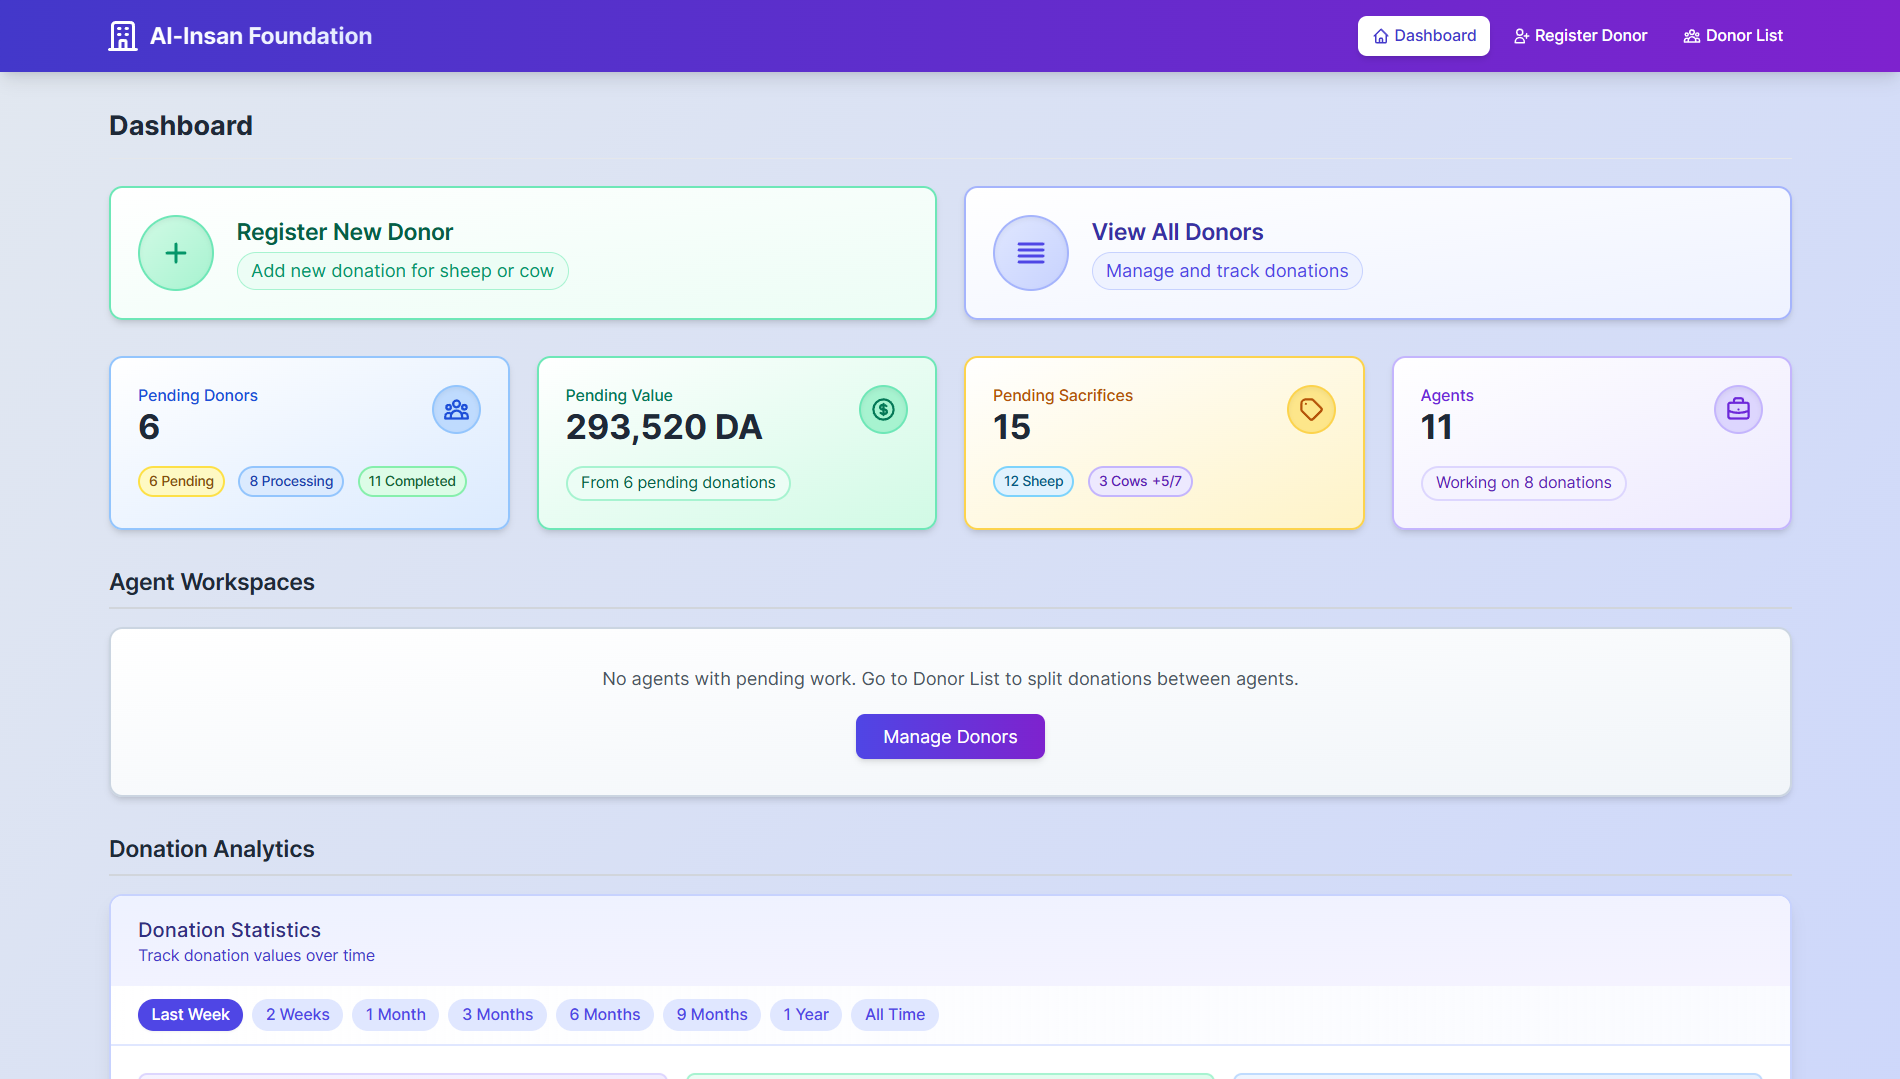 Al-Insan Foundation
Dashboard
Register Donor
Donor List
Dashboard
Register New Donor
Add new donation for sheep or cow
View All Donors
Manage and track donations
Pending Donors
6
6 Pending
8 Processing
11 Completed
Pending Value
293,520 DA
From 6 pending donations
Pending Sacrifices
15
12 Sheep
3 Cows +5/7
Agents
11
Working on 8 donations
Agent Workspaces
No agents with pending work. Go to Donor List to split donations between agents.
Manage Donors
Donation Analytics
Donation Statistics
Track donation values over time
Last Week
2 Weeks
1 Month
3 Months
6 Months
9 Months
1 Year
All Time